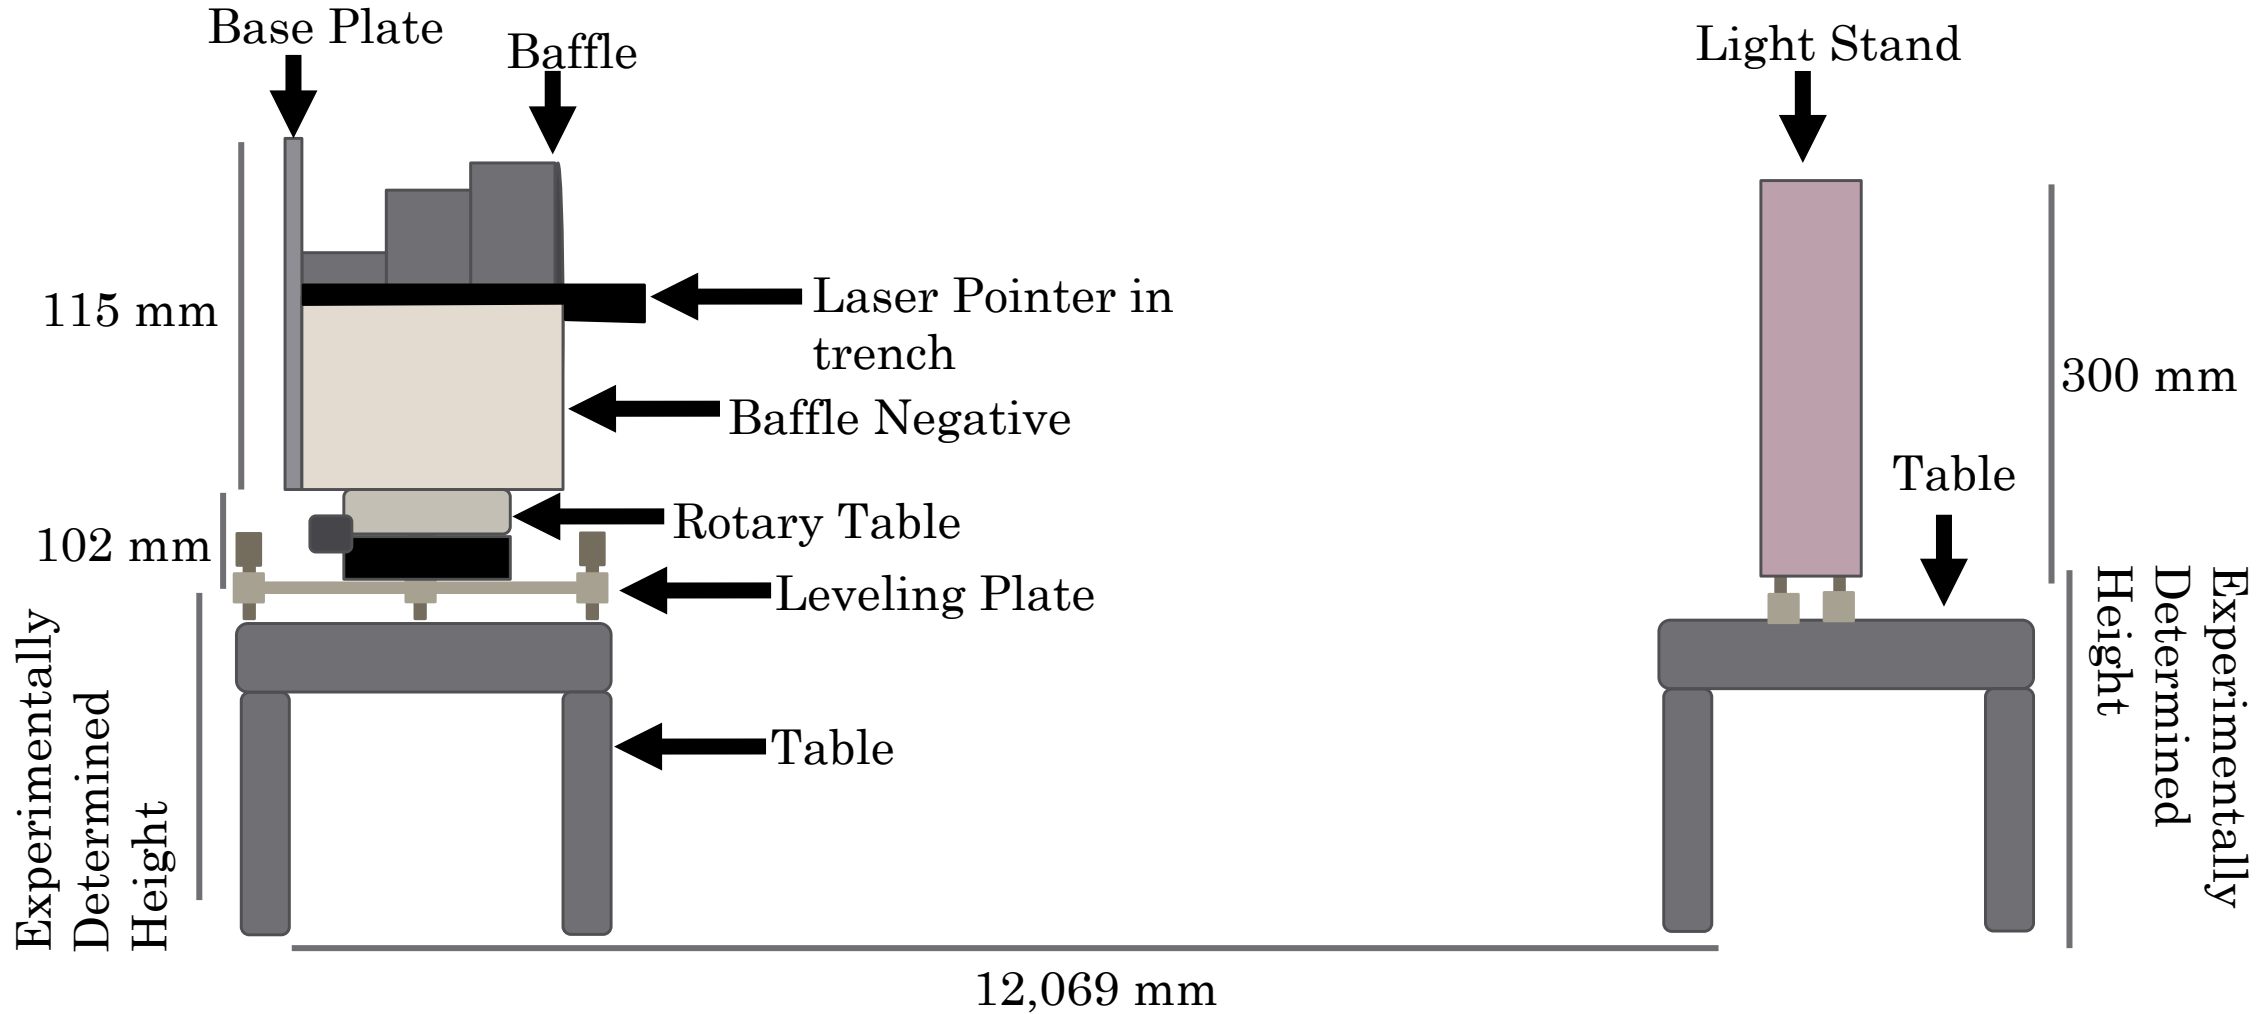 Base Plate
Baffle
Light Stand
Laser Pointer in
trench
115 mm
300 mm
Baffle Negative
Table
Rotary Table
102 mm
Leveling Plate
Experimentally
Determined
Height
Experimentally
Determined
Height
Table
12,069 mm